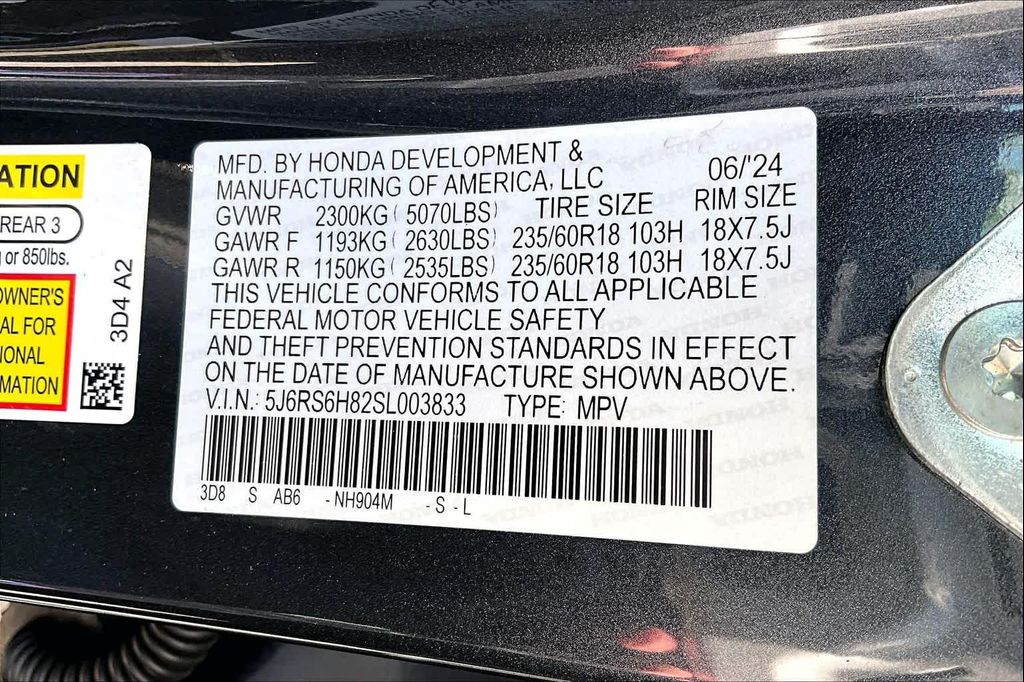 MFD. BY HONDA DEVELOPMENT &
MANUFACTURING OF AMERICA, LLC
06/'24
GVWR 2300KG ( 5070LBS) TIRE SIZE RIM SIZE
GAWR F 1193KG ( 2630LBS) 235/60R18 103H 18X7.5J
GAWR R 1150KG ( 2535LBS) 235/60R18 103H 18X7.5J
THIS VEHICLE CONFORMS TO ALL APPLICABLE
FEDERAL MOTOR VEHICLE SAFETY
AND THEFT PREVENTION STANDARDS IN EFFECT
ON THE DATE OF MANUFACTURE SHOWN ABOVE.
V.I.N.: 5J6RS6H82SL003833 TYPE: MPV
3D8 S AB6 -NH904M -S-L
ATION
REAR 3
or 850lbs.
OWNER'S
AL FOR
IONAL
MATION
3D4 A2